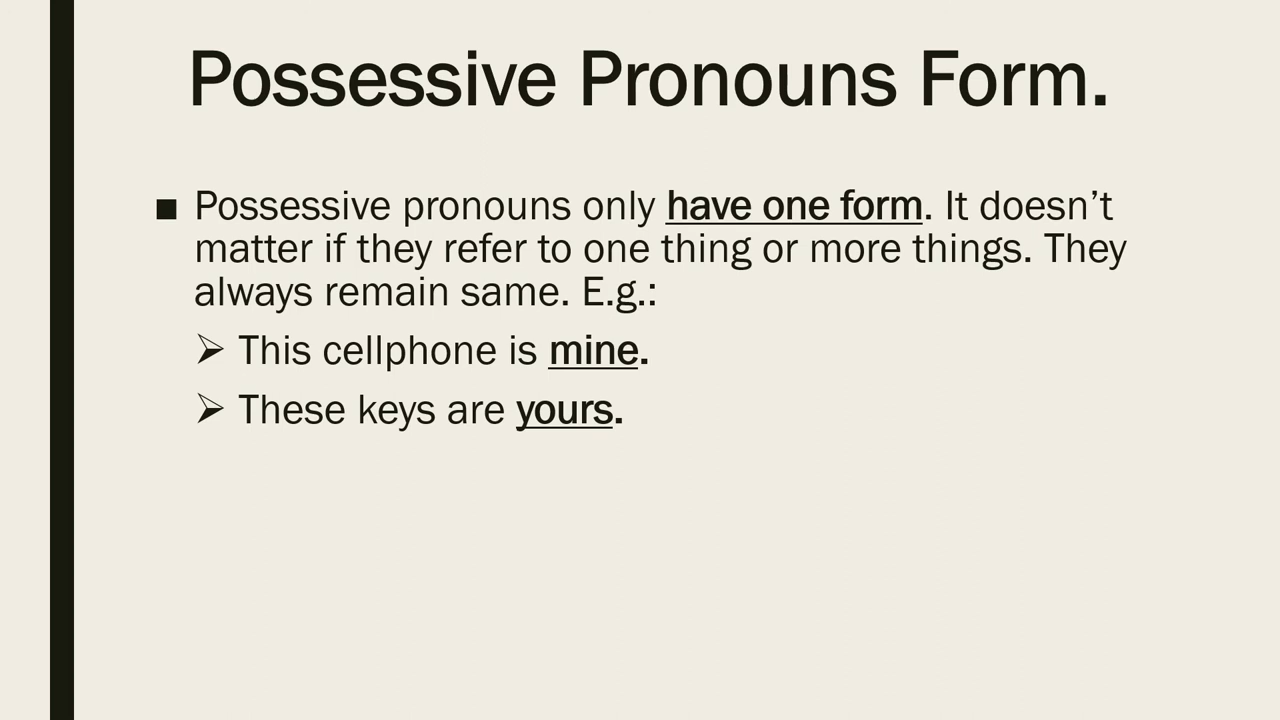 Possessive Pronouns Form.
▪ Possessive pronouns only have one form. It doesn’t
matter if they refer to one thing or more things. They
always remain same. E.g.:
➢ This cellphone is mine.
➢ These keys are yours.